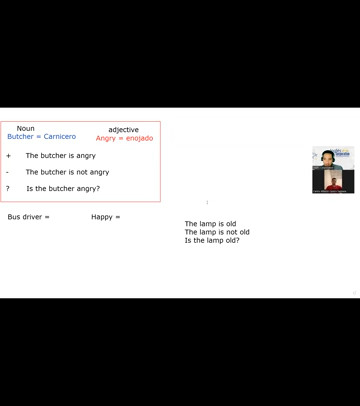 Noun
adjective
Butcher = Carnicero
Angry = enojado
+ The butcher is angry
- The butcher is not angry
? Is the butcher angry?
Bus driver =
Happy =
The lamp is old
The lamp is not old
Is the lamp old?